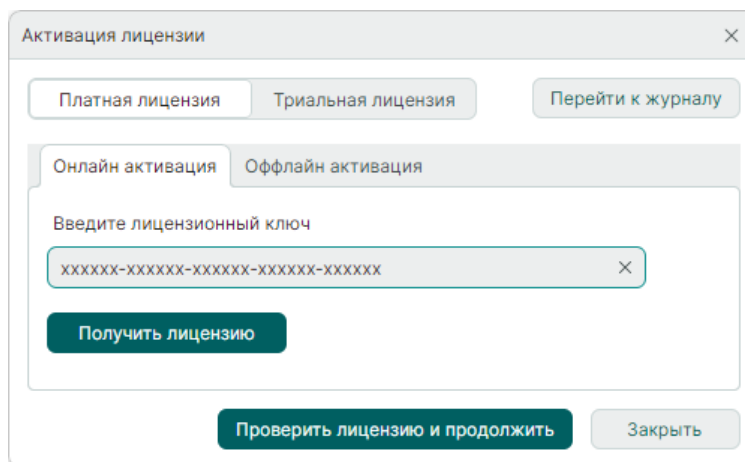 Активация лицензии
Платная лицензия Триальная лицензия Перейти к журналу
Онлайн активация Оффлайн активация
Введите лицензионный ключ
xxxxxx-xxxxxx-xxxxxx-xxxxxx-xxxxxx
Получить лицензию
Проверить лицензию и продолжить Закрыть